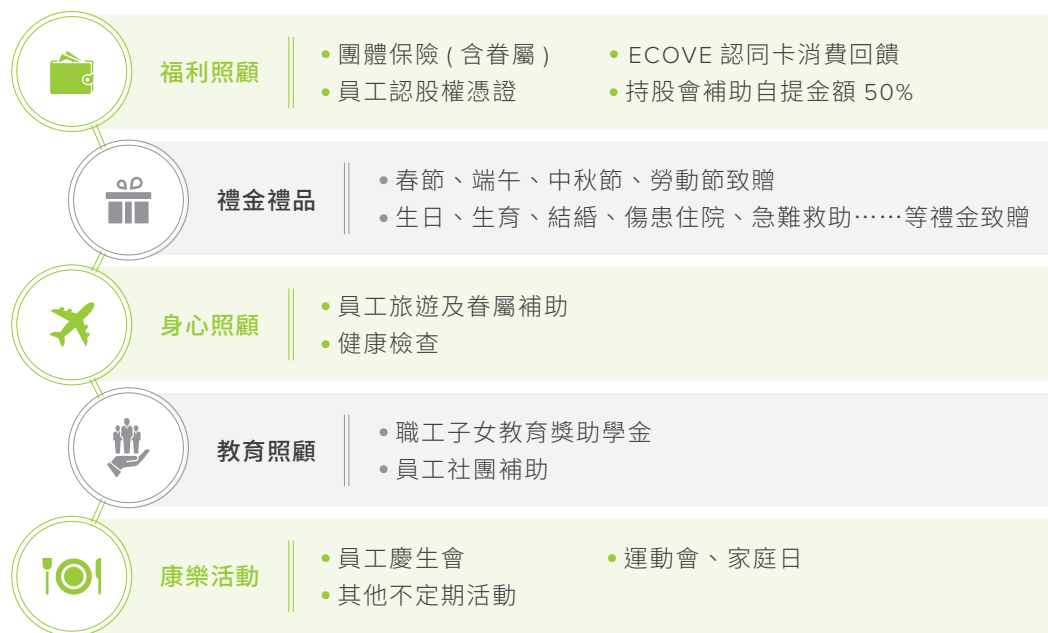 福利照顧
•團體保險 ( 含眷屬 )
•ECOVE 認同卡消費回饋
•員工認股權憑證
•持股會補助自提金額 50%
禮金禮品
•春節、端午、中秋節、勞動節致贈
•生日、生育、結婚、傷患住院、急難救助⋯⋯等禮金致贈
身心照顧
•員工旅遊及眷屬補助
•健康檢查
教育照顧
•職工子女教育獎助學金
•員工社團補助
康樂活動
•員工慶生會
•運動會、家庭日
•其他不定期活動